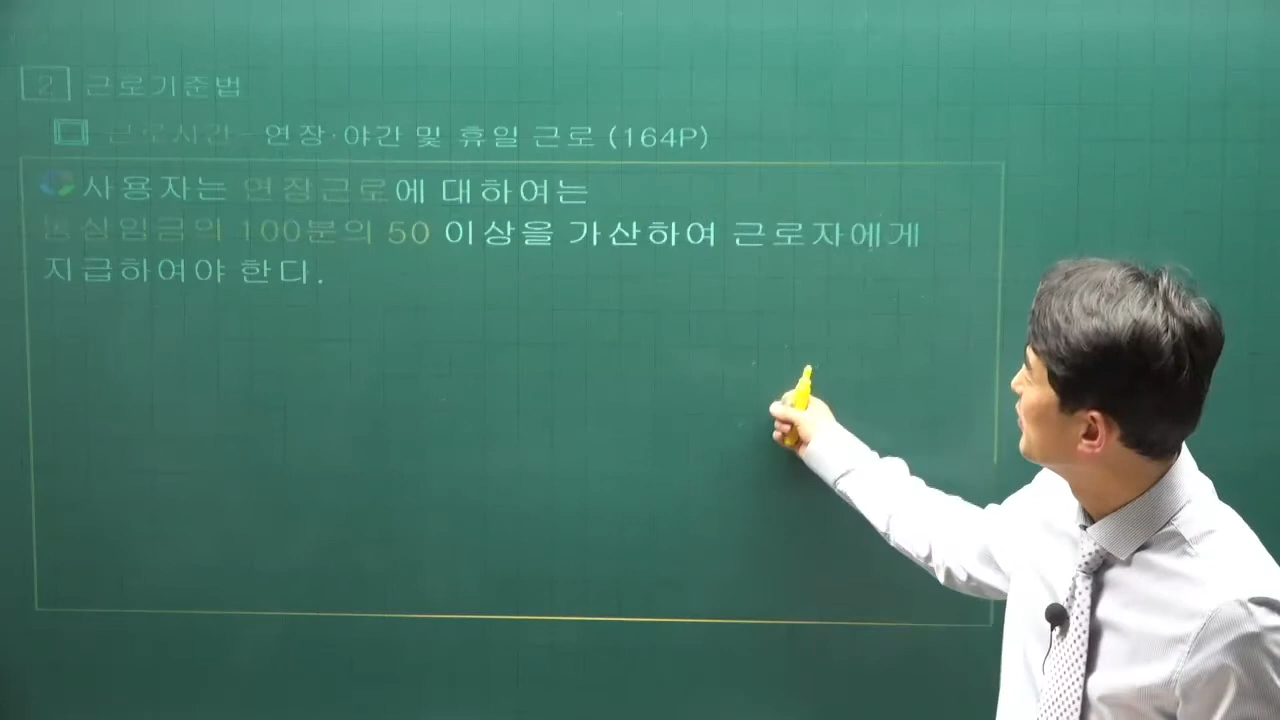 2 근로기준법
근로시간 - 연장·야간 및 휴일 근로 (164P)
사용자는 연장근로에 대하여는
통상임금의 100분의 50 이상을 가산하여 근로자에게
지급하여야 한다.